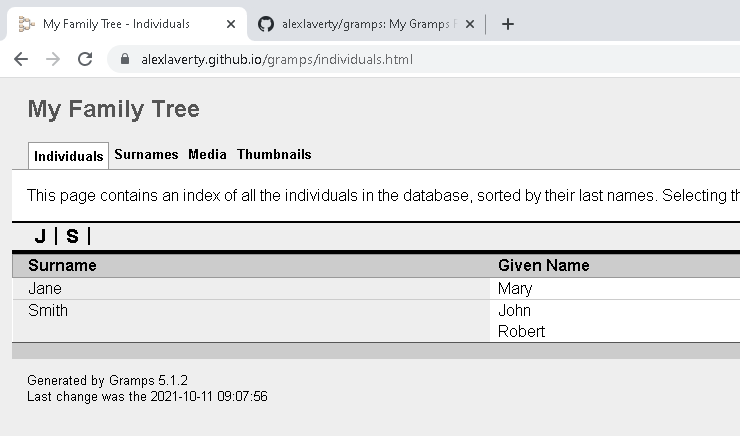 My Family Tree - Individuals
alexlaverty/gramps: My Gramps
alexlaverty.github.io/gramps/individuals.html
My Family Tree
Individuals Surnames Media Thumbnails
This page contains an index of all the individuals in the database, sorted by their last names. Selecting
J | S |
Surname Given Name
Jane Mary
Smith John
Robert
Generated by Gramps 5.1.2
Last change was the 2021-10-11 09:07:56